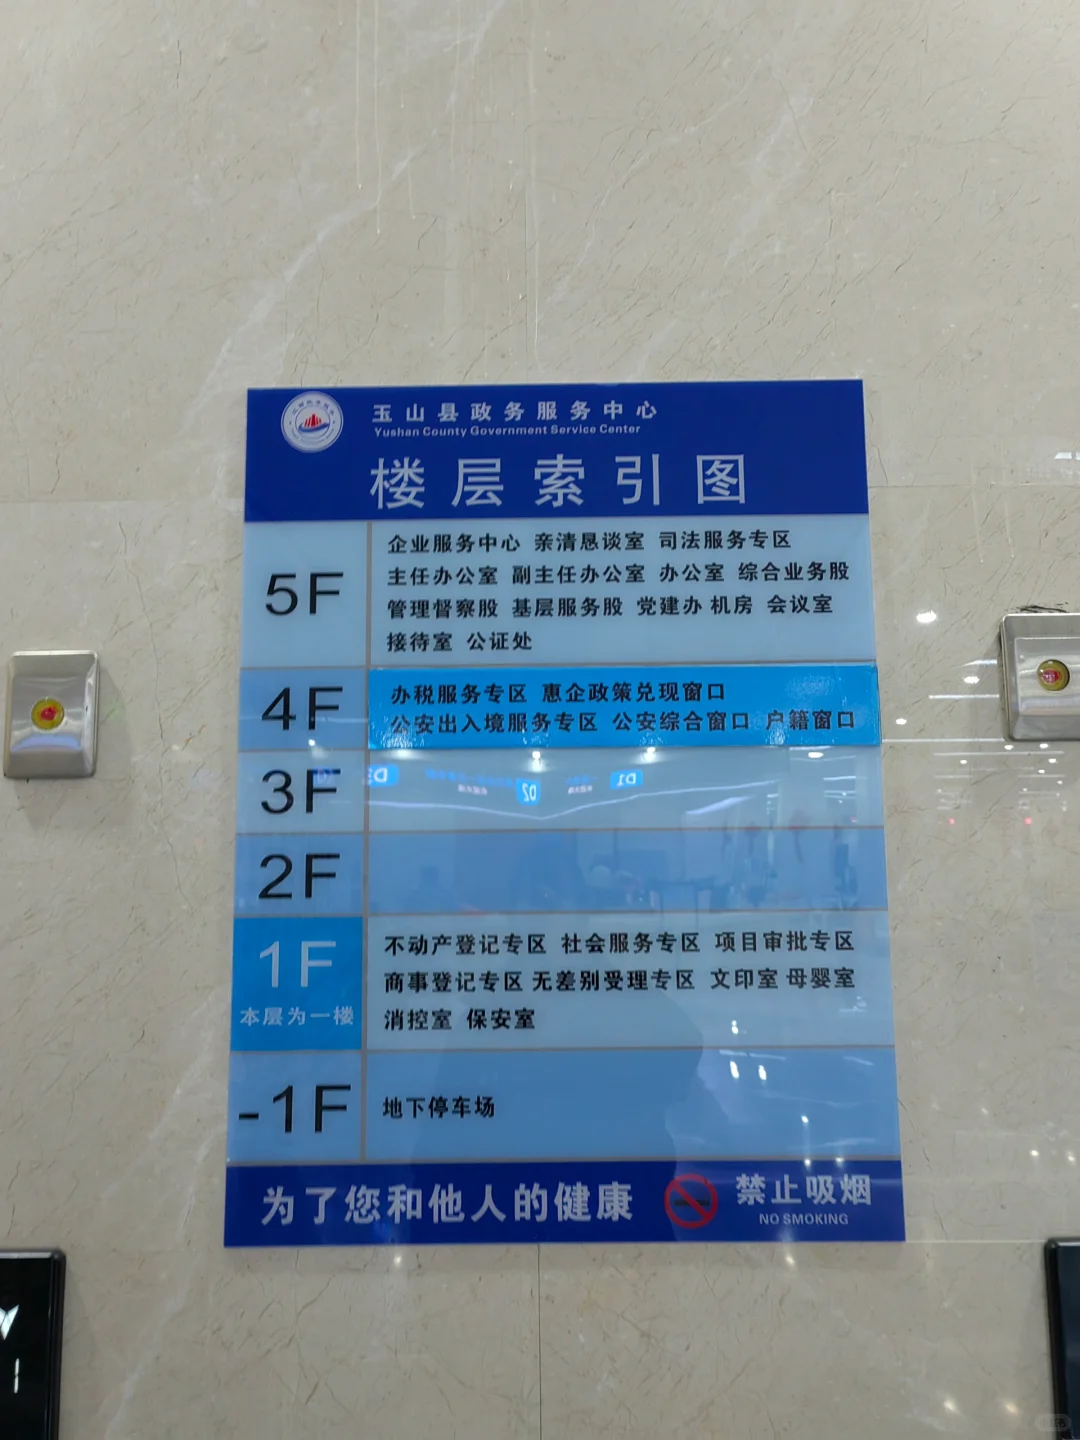 玉山县政务服务中心
Yushan County Government Service Center
楼层索引图
5F
企业服务中心 亲清恳谈室 司法服务专区
主任办公室 副主任办公室 办公室 综合业务股
管理督察股 基层服务股 党建办 机房 会议室
接待室 公证处
4F
办税服务专区 惠企政策兑现窗口
公安出入境服务专区 公安综合窗口 户籍窗口
3F
2F
1F
本层为一楼
不动产登记专区 社会服务专区 项目审批专区
商事登记专区 无差别受理专区 文印室 母婴室
消控室 保安室
-1F
地下停车场
为了您和他人的健康
禁止吸烟
NO SMOKING